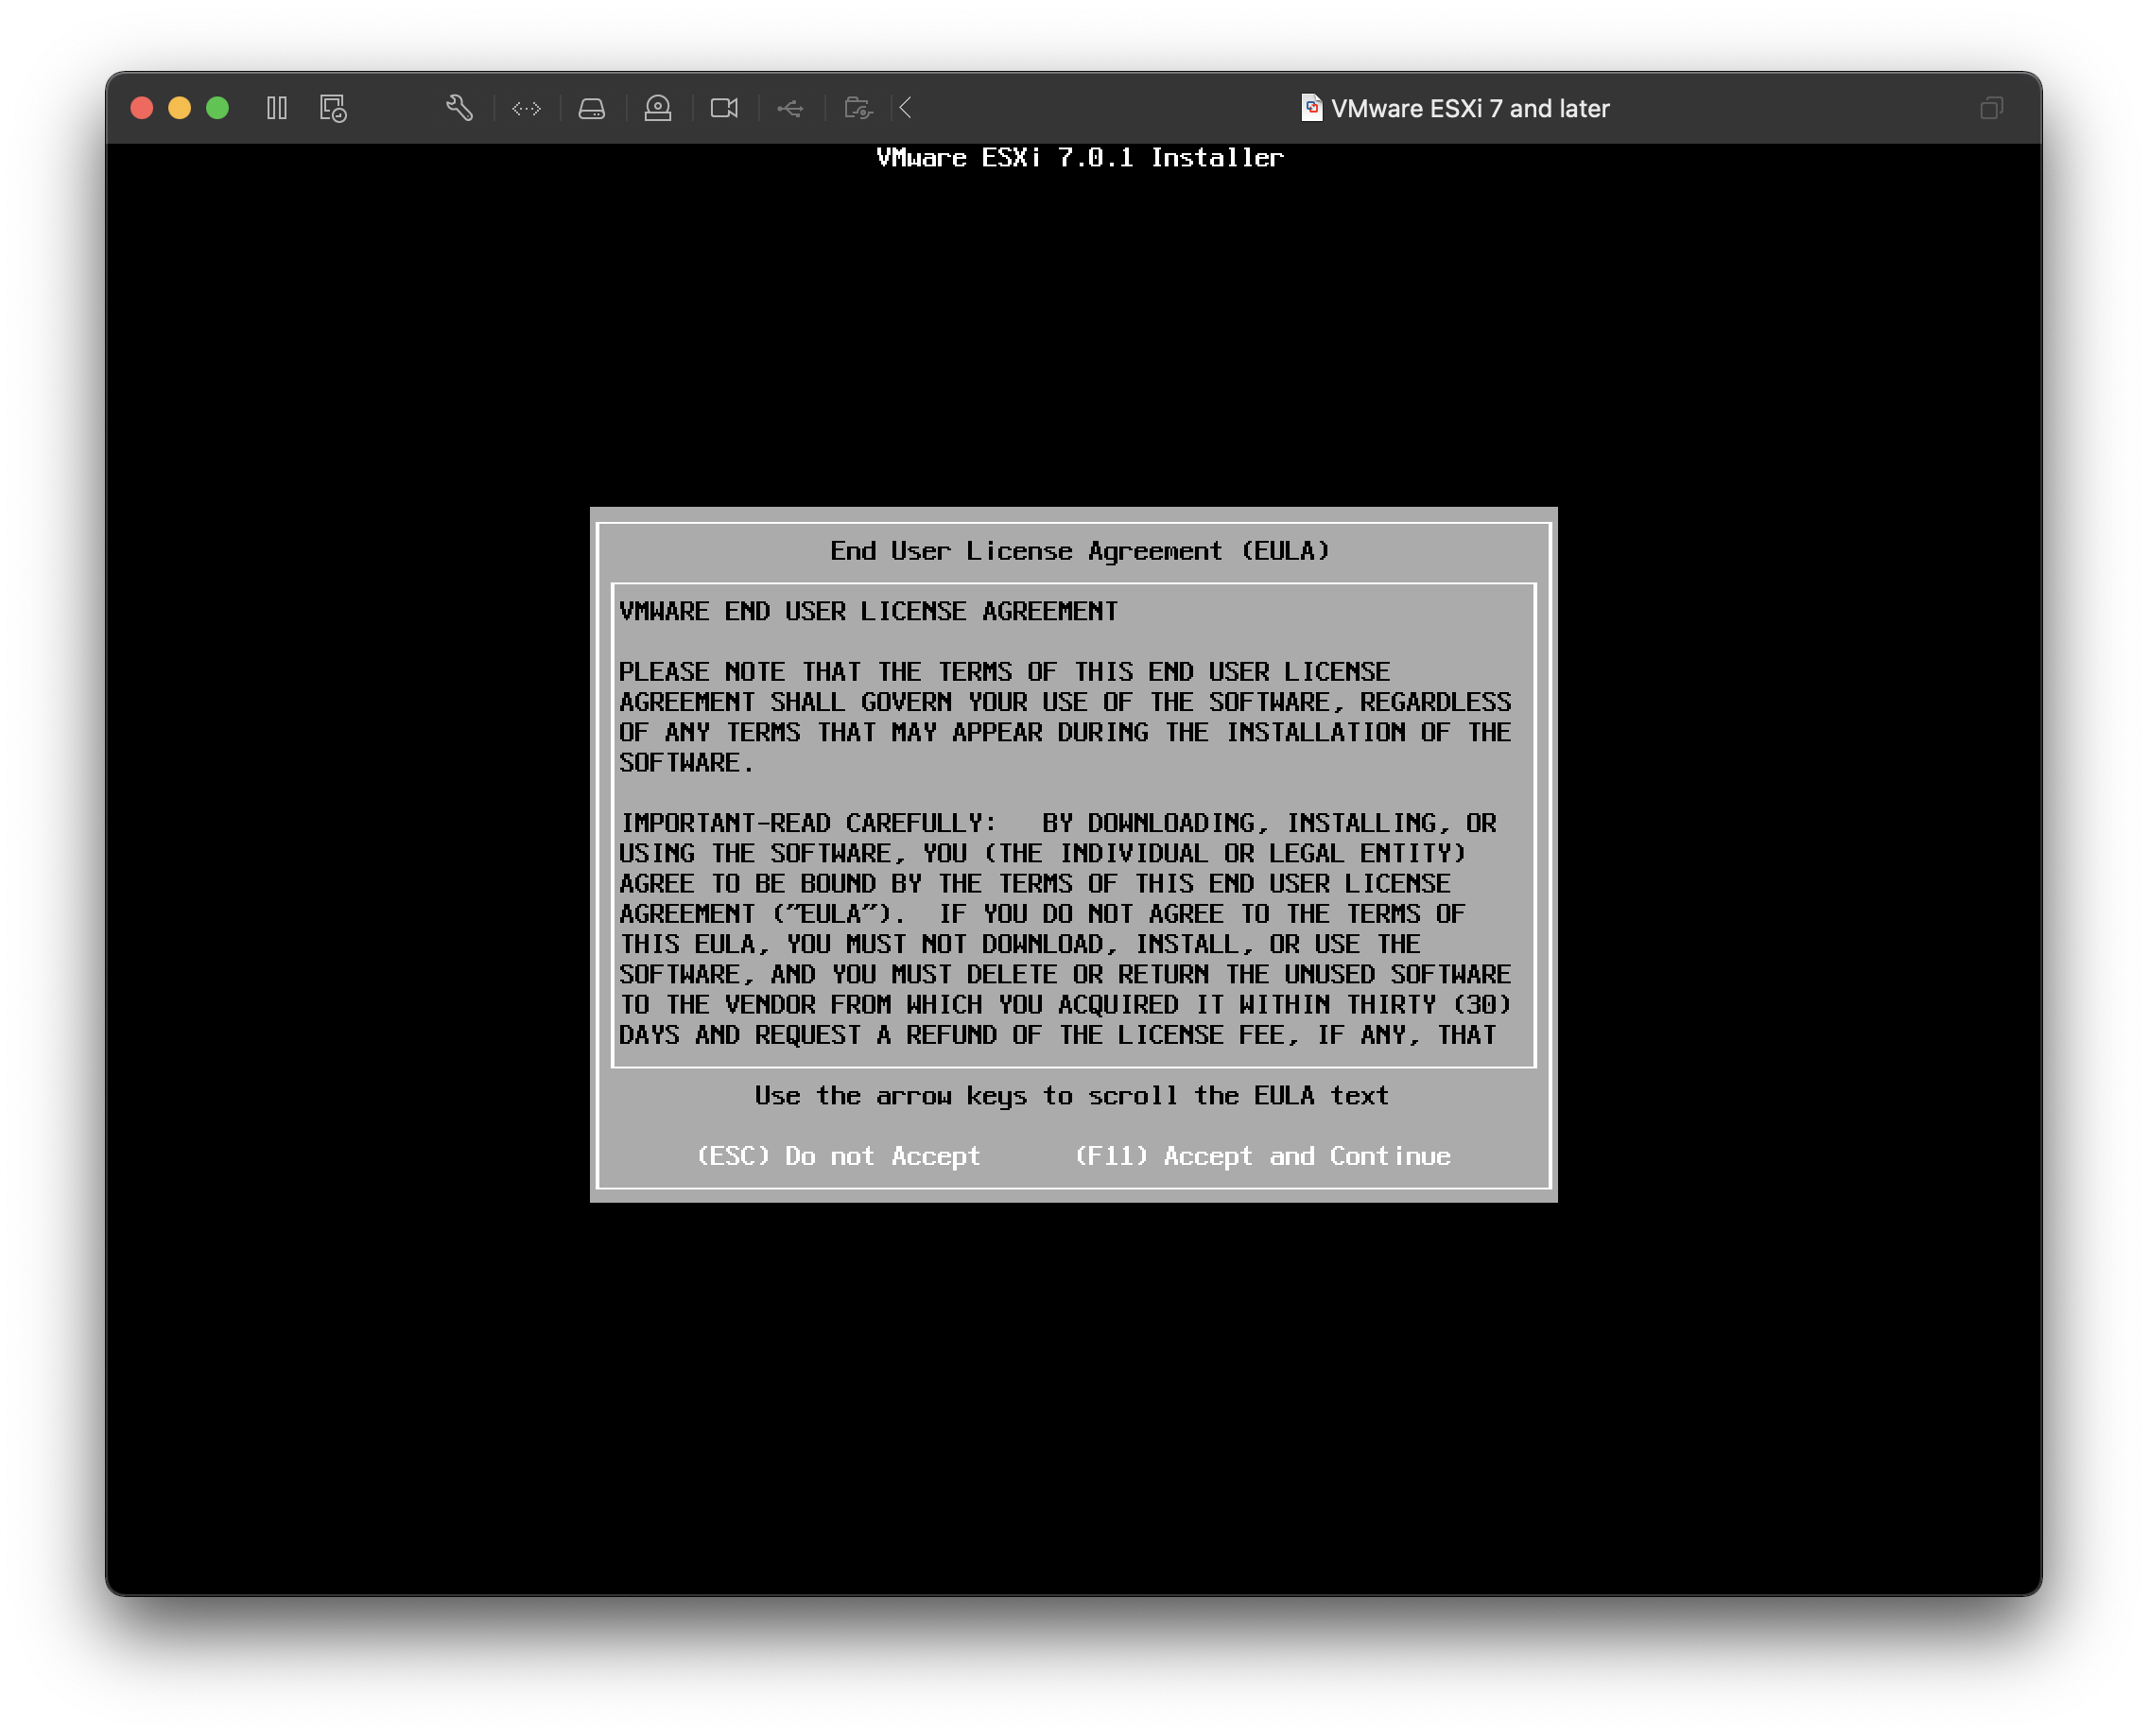 VMware ESXi 7 and later
VMware ESXi 7.0.1 Installer
End User License Agreement (EULA)
VMWARE END USER LICENSE AGREEMENT
PLEASE NOTE THAT THE TERMS OF THIS END USER LICENSE
AGREEMENT SHALL GOVERN YOUR USE OF THE SOFTWARE, REGARDLESS
OF ANY TERMS THAT MAY APPEAR DURING THE INSTALLATION OF THE
SOFTWARE.
IMPORTANT-READ CAREFULLY:   BY DOWNLOADING, INSTALLING, OR
USING THE SOFTWARE, YOU (THE INDIVIDUAL OR LEGAL ENTITY)
AGREE TO BE BOUND BY THE TERMS OF THIS END USER LICENSE
AGREEMENT ("EULA").  IF YOU DO NOT AGREE TO THE TERMS OF
THIS EULA, YOU MUST NOT DOWNLOAD, INSTALL, OR USE THE
SOFTWARE, AND YOU MUST DELETE OR RETURN THE UNUSED SOFTWARE
TO THE VENDOR FROM WHICH YOU ACQUIRED IT WITHIN THIRTY (30)
DAYS AND REQUEST A REFUND OF THE LICENSE FEE, IF ANY, THAT
Use the arrow keys to scroll the EULA text
(ESC) Do not Accept      (F11) Accept and Continue